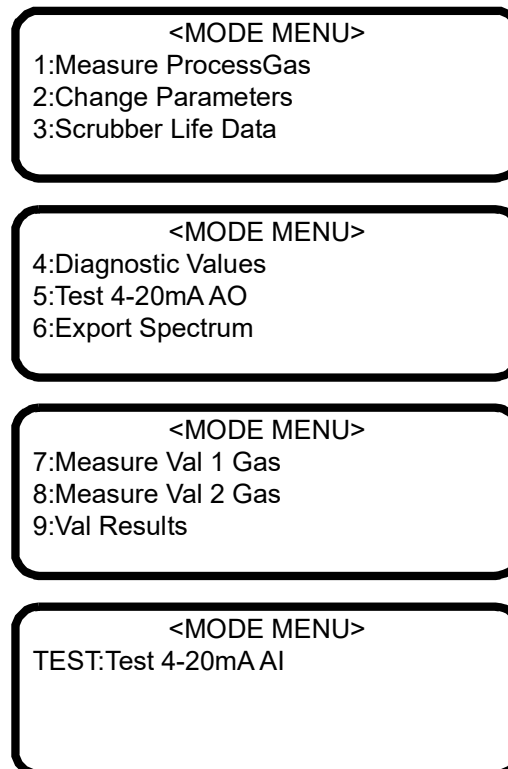 <MODE MENU>
1:Measure ProcessGas
2:Change Parameters
3:Scrubber Life Data
<MODE MENU>
4:Diagnostic Values
5:Test 4-20mA AO
6:Export Spectrum
<MODE MENU>
7:Measure Val 1 Gas
8:Measure Val 2 Gas
9:Val Results
<MODE MENU>
TEST:Test 4-20mA AI